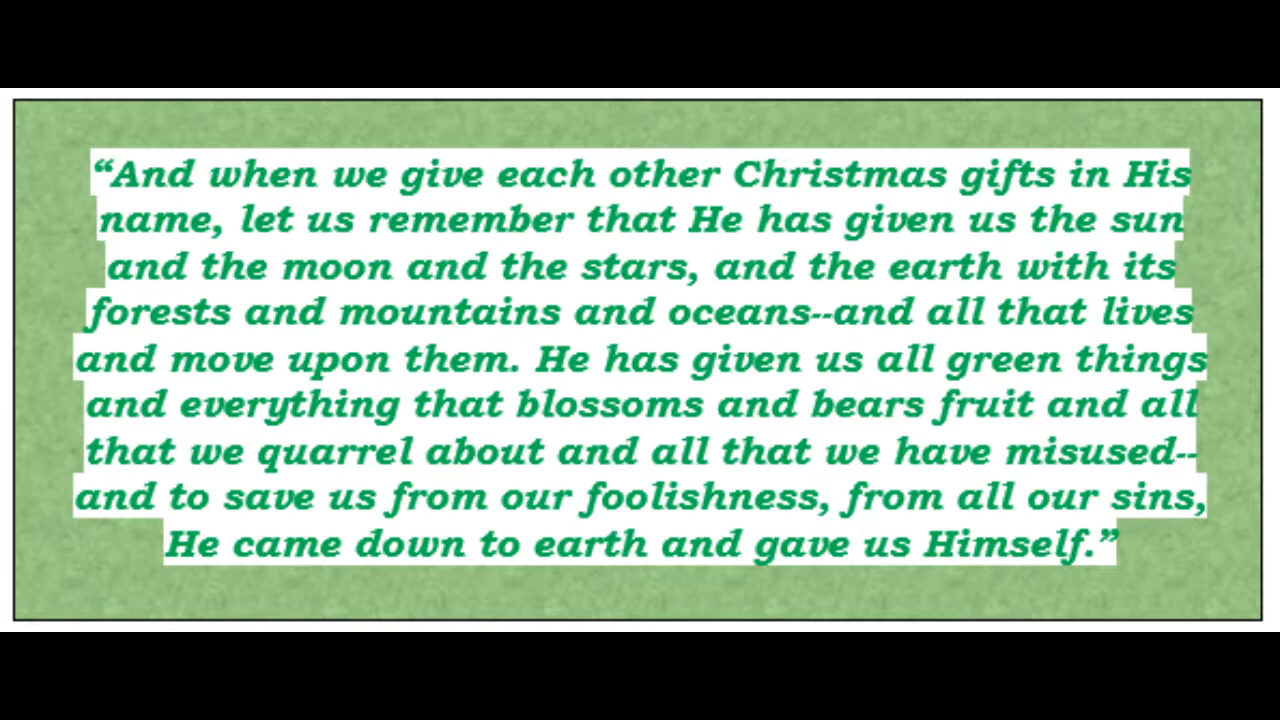 “And when we give each other Christmas gifts in His
name, let us remember that He has given us the sun
and the moon and the stars, and the earth with its
forests and mountains and oceans--and all that lives
and move upon them. He has given us all green things
and everything that blossoms and bears fruit and all
that we quarrel about and all that we have misused--
and to save us from our foolishness, from all our sins,
He came down to earth and gave us Himself.”